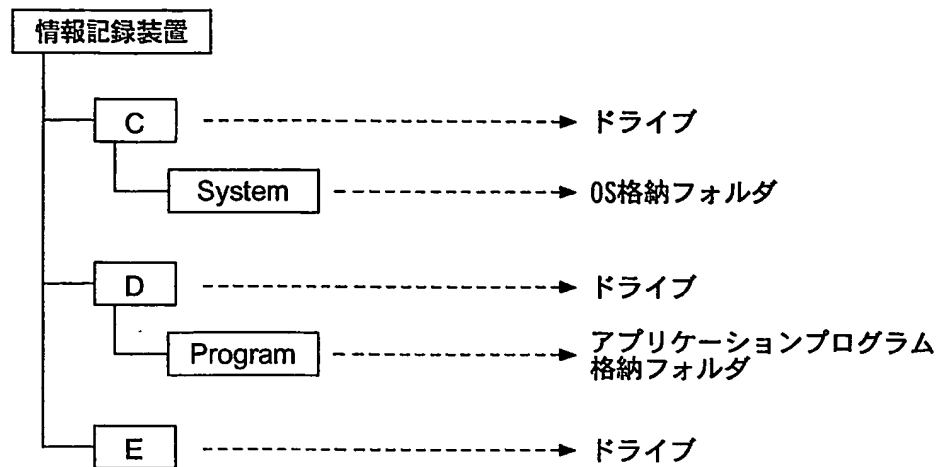 情報記録装置
C
ドライブ
System
OS格納フォルダ
D
ドライブ
Program
アプリケーションプログラム
格納フォルダ
E
ドライブ